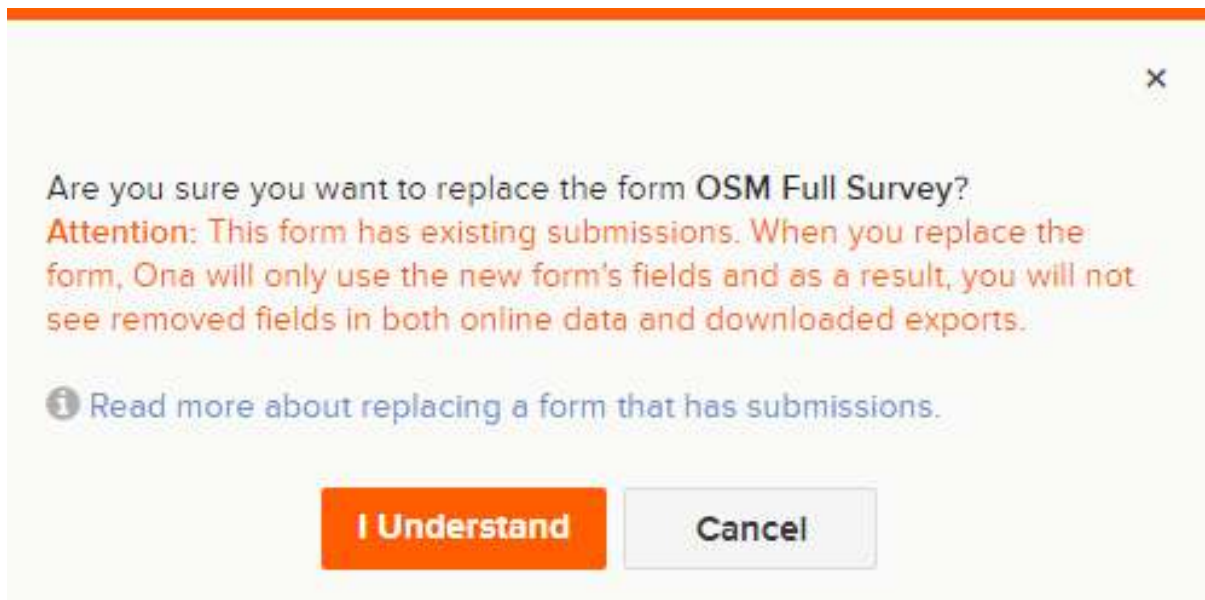 ×
Are you sure you want to replace the form OSM Full Survey?
Attention: This form has existing submissions. When you replace the
form, Ona will only use the new form's fields and as a result, you will not
see removed fields in both online data and downloaded exports.
Read more about replacing a form that has submissions.
I Understand
Cancel